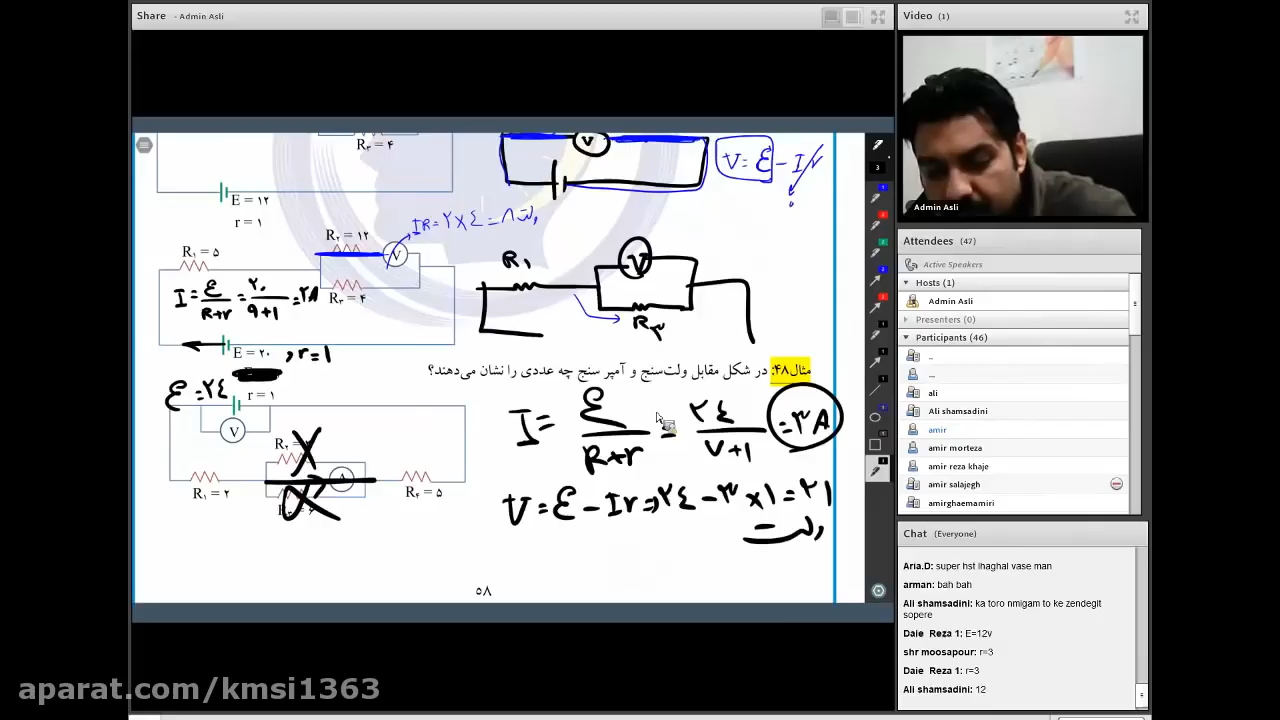 Share - Admin Asli
R۳ = ۴
E = ۱۲
r = ۱
V
V = ℰ - Ir
!
R۲ = ۱۲
IR = ۲ × ۴ = ۸ ولت
R۱ = ۵
V
R۳ = ۴
I = ℰ/R+r = ۲۰/۹+۱ = ۲A
E = ۲۰ , r = ۱
R۱
V
R۳
مثال۴۸: در شکل مقابل ولت‌سنج و آمپر سنج چه عددی را نشان می‌دهند؟
ℰ = ۲۴
r = ۱
V
R۲
A
R۱ = ۲
R۴ = ۵
I = ℰ/R+r = ۲۴/۷+۱ = ۳A
V = ℰ - Ir = ۲۴ - ۳ × ۱ = ۲۱
ولت
۵۸
Video (1)
Admin Asli
Attendees (47)
Active Speakers
Hosts (1)
Admin Asli
Presenters (0)
Participants (46)
..
...
ali
Ali shamsadini
amir
amir morteza
amir reza khaje
amir salajegh
amirghaemamiri
Chat (Everyone)
Aria.D: super hst ihaghal vase man
arman: bah bah
Ali shamsadini: ka toro nmigam to ke zendegit
sopere
Daie Reza 1: E=12v
shr moosapour: r=3
Daie Reza 1: r=3
Ali shamsadini: 12
3
aparat.com/kmsi1363